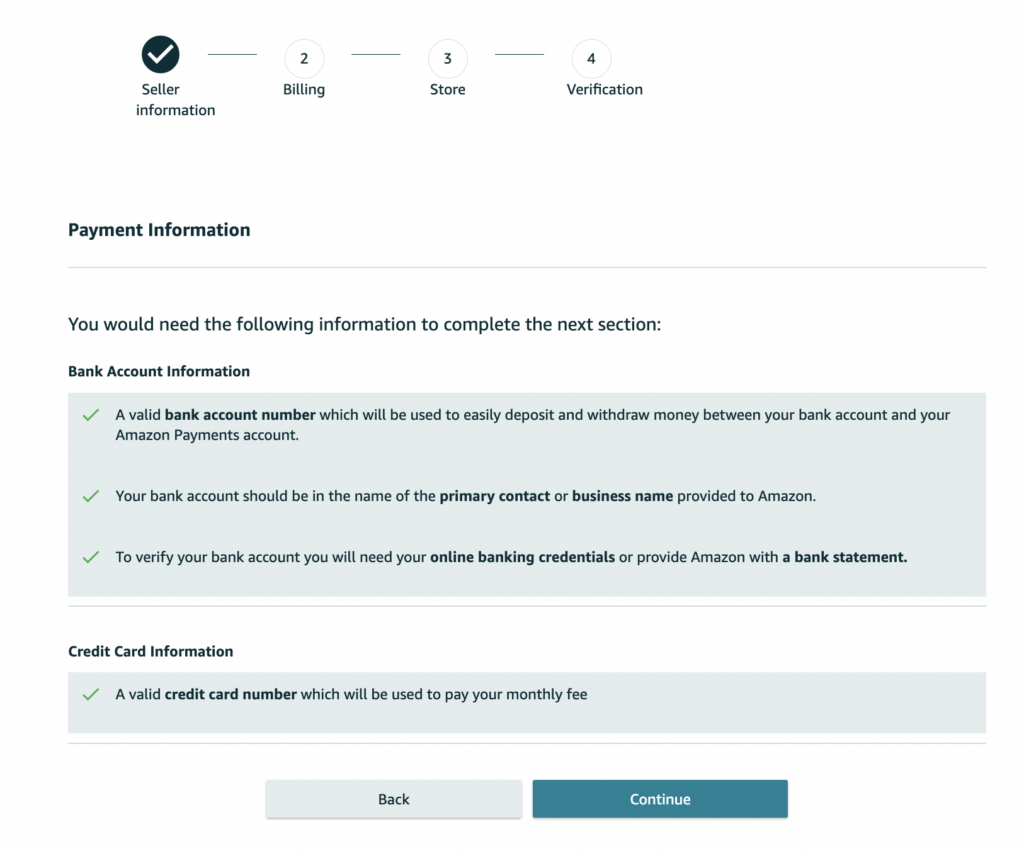 2
3
4
Seller
information
Billing
Store
Verification
Payment Information
You would need the following information to complete the next section:
Bank Account Information
A valid bank account number which will be used to easily deposit and withdraw money between your bank account and your
Amazon Payments account.
Your bank account should be in the name of the primary contact or business name provided to Amazon.
To verify your bank account you will need your online banking credentials or provide Amazon with a bank statement.
Credit Card Information
A valid credit card number which will be used to pay your monthly fee
Back
Continue